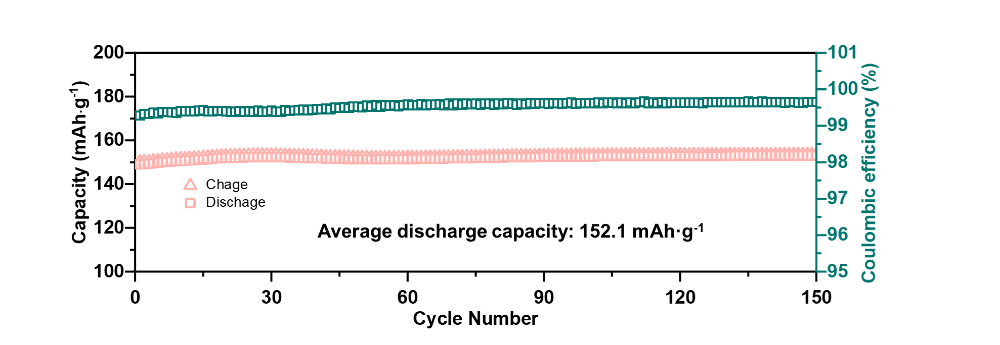 200
180
160
140
120
100
Capacity (mAh·g-1)
101
100
99
98
97
96
95
Coulombic efficiency (%)
Chage
Dischage
Average discharge capacity: 152.1 mAh·g-1
0 30 60 90 120 150
Cycle Number